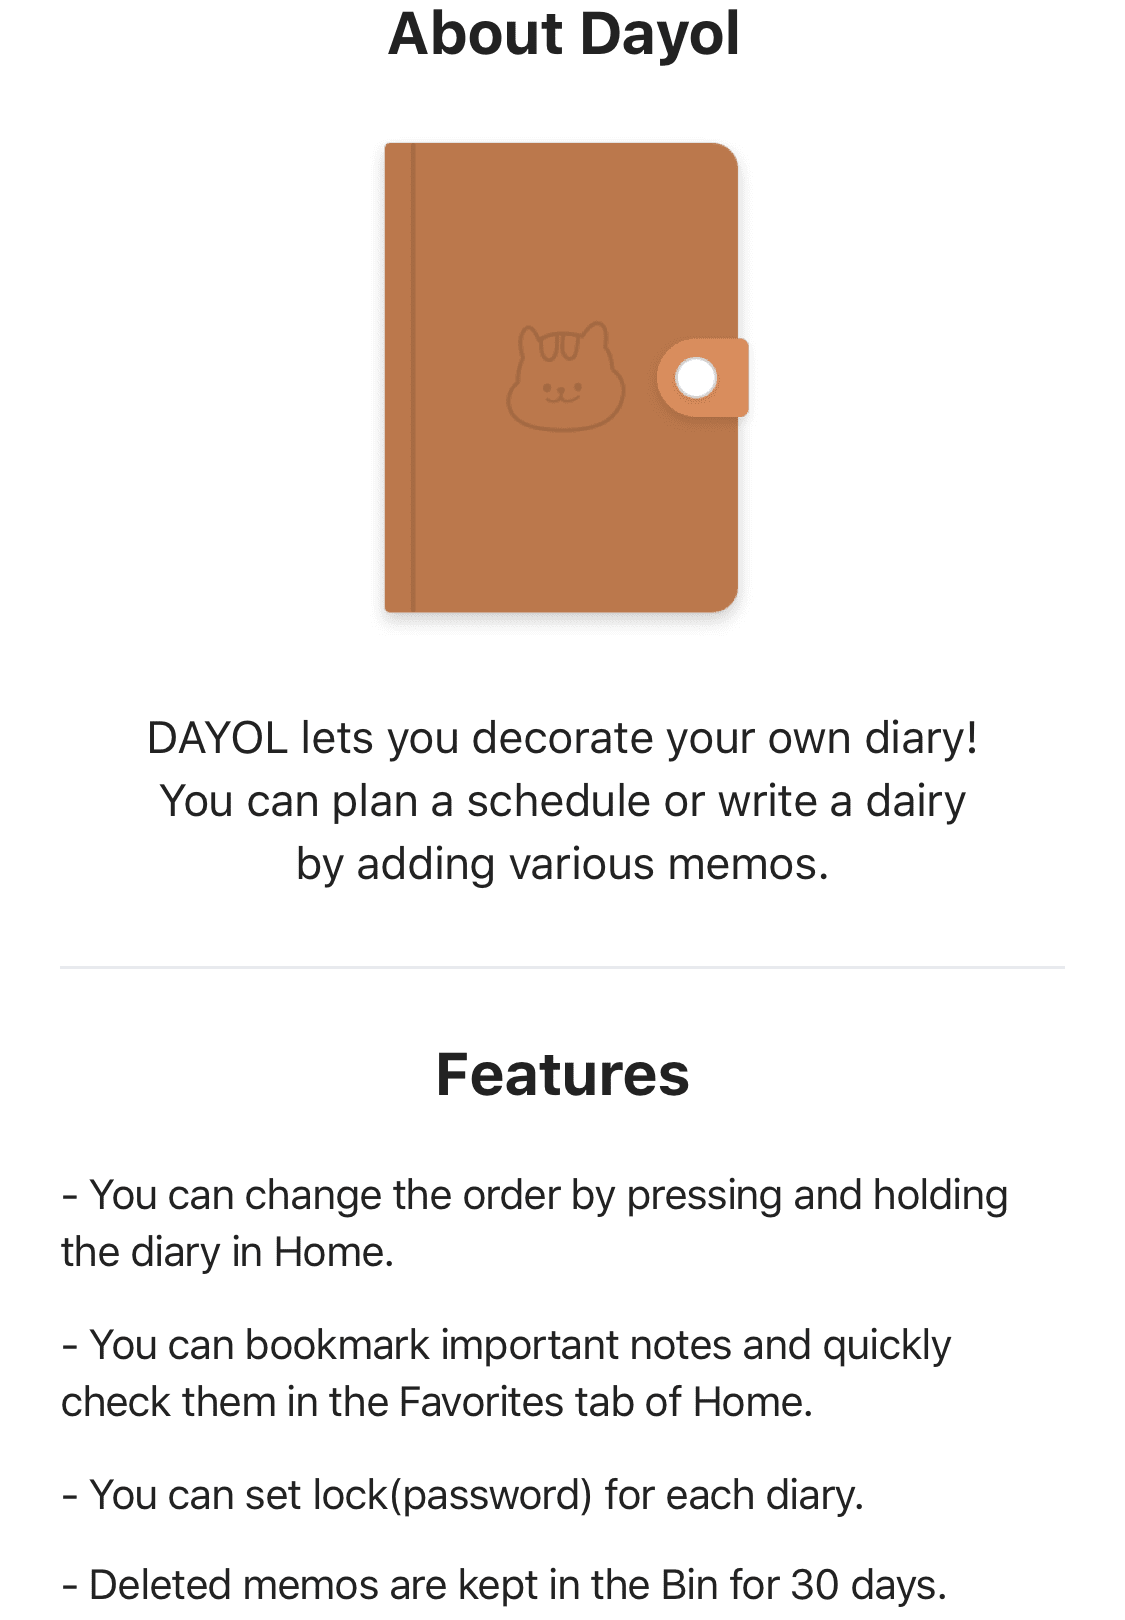 About Dayol
DAYOL lets you decorate your own diary!
You can plan a schedule or write a dairy
by adding various memos.
Features
- You can change the order by pressing and holding
the diary in Home.
- You can bookmark important notes and quickly
check them in the Favorites tab of Home.
- You can set lock(password) for each diary.
- Deleted memos are kept in the Bin for 30 days.